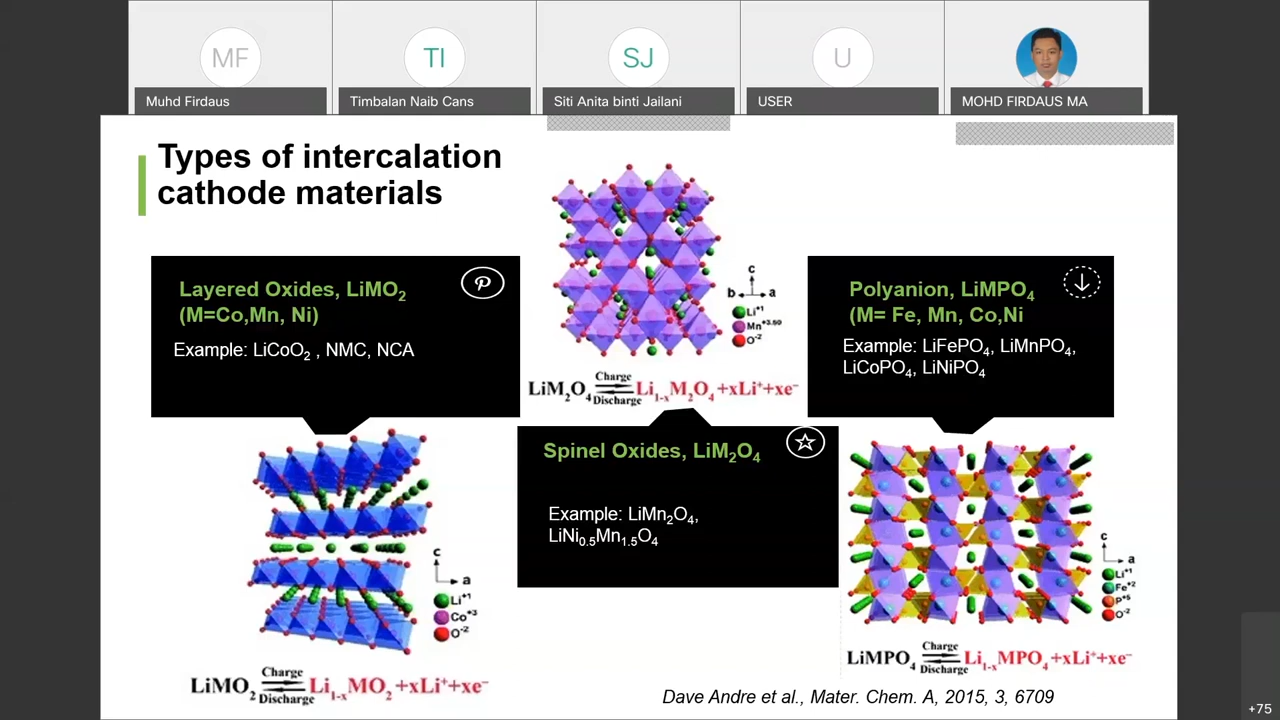 MF
TI
SJ
U
Muhd Firdaus
Timbalan Naib Cans
Siti Anita binti Jailani
USER
MOHD FIRDAUS MA
Types of intercalation
cathode materials
Layered Oxides, LiMO₂
(M=Co,Mn, Ni)
Example: LiCoO₂ , NMC, NCA
c
b a
Li⁺¹
Mn⁺³·⁵⁰
O⁻²
LiM₂O₄ Charge Discharge Li₁₋ₓM₂O₄ +xLi⁺+xe⁻
Polyanion, LiMPO₄
(M= Fe, Mn, Co,Ni
Example: LiFePO₄, LiMnPO₄,
LiCoPO₄, LiNiPO₄
Spinel Oxides, LiM₂O₄
Example: LiMn₂O₄,
LiNi₀.₅Mn₁.₅O₄
c
a
Li⁺¹
Co⁺³
O⁻²
LiMO₂ Charge Discharge Li₁₋ₓMO₂ +xLi⁺+xe⁻
c
a
Li⁺¹
Fe⁺²
P⁺⁵
O⁻²
LiMPO₄ Charge Discharge Li₁₋ₓMPO₄ +xLi⁺+xe⁻
Dave Andre et al., Mater. Chem. A, 2015, 3, 6709
+75